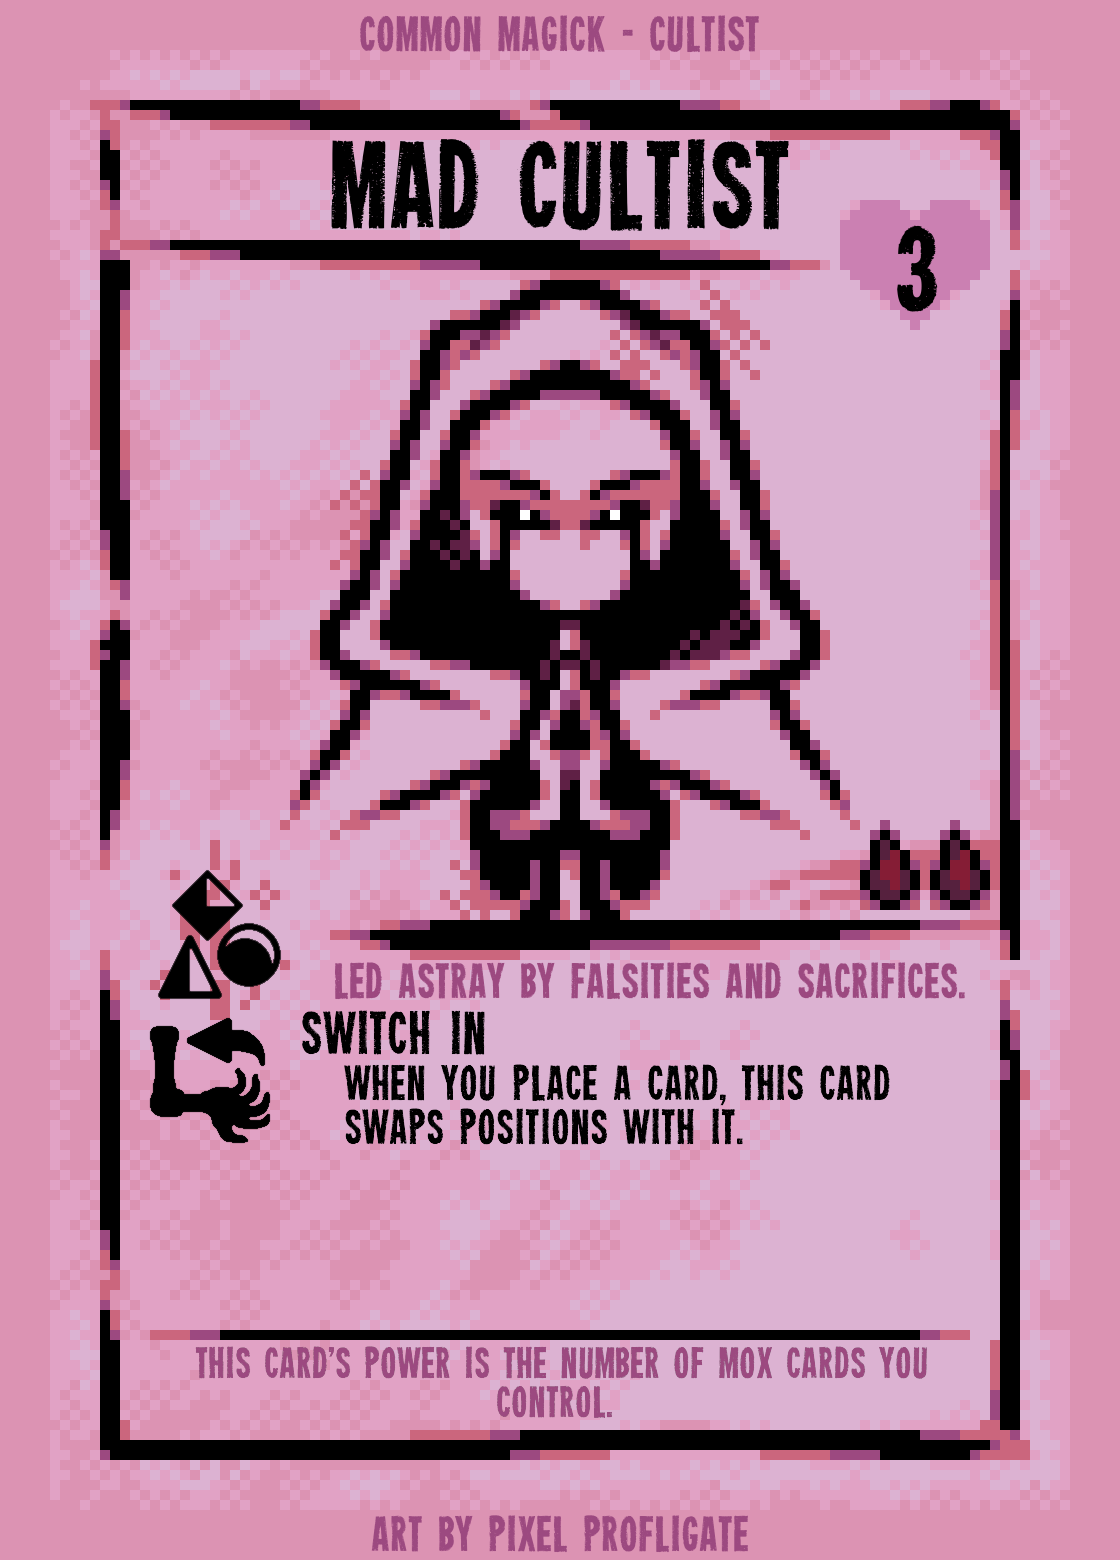 COMMON MAGICK - CULTIST
MAD CULTIST
3
LED ASTRAY BY FALSITIES AND SACRIFICES.
SWITCH IN
WHEN YOU PLACE A CARD, THIS CARD
SWAPS POSITIONS WITH IT.
THIS CARD'S POWER IS THE NUMBER OF MOX CARDS YOU
CONTROL.
ART BY PIXEL PROFLIGATE